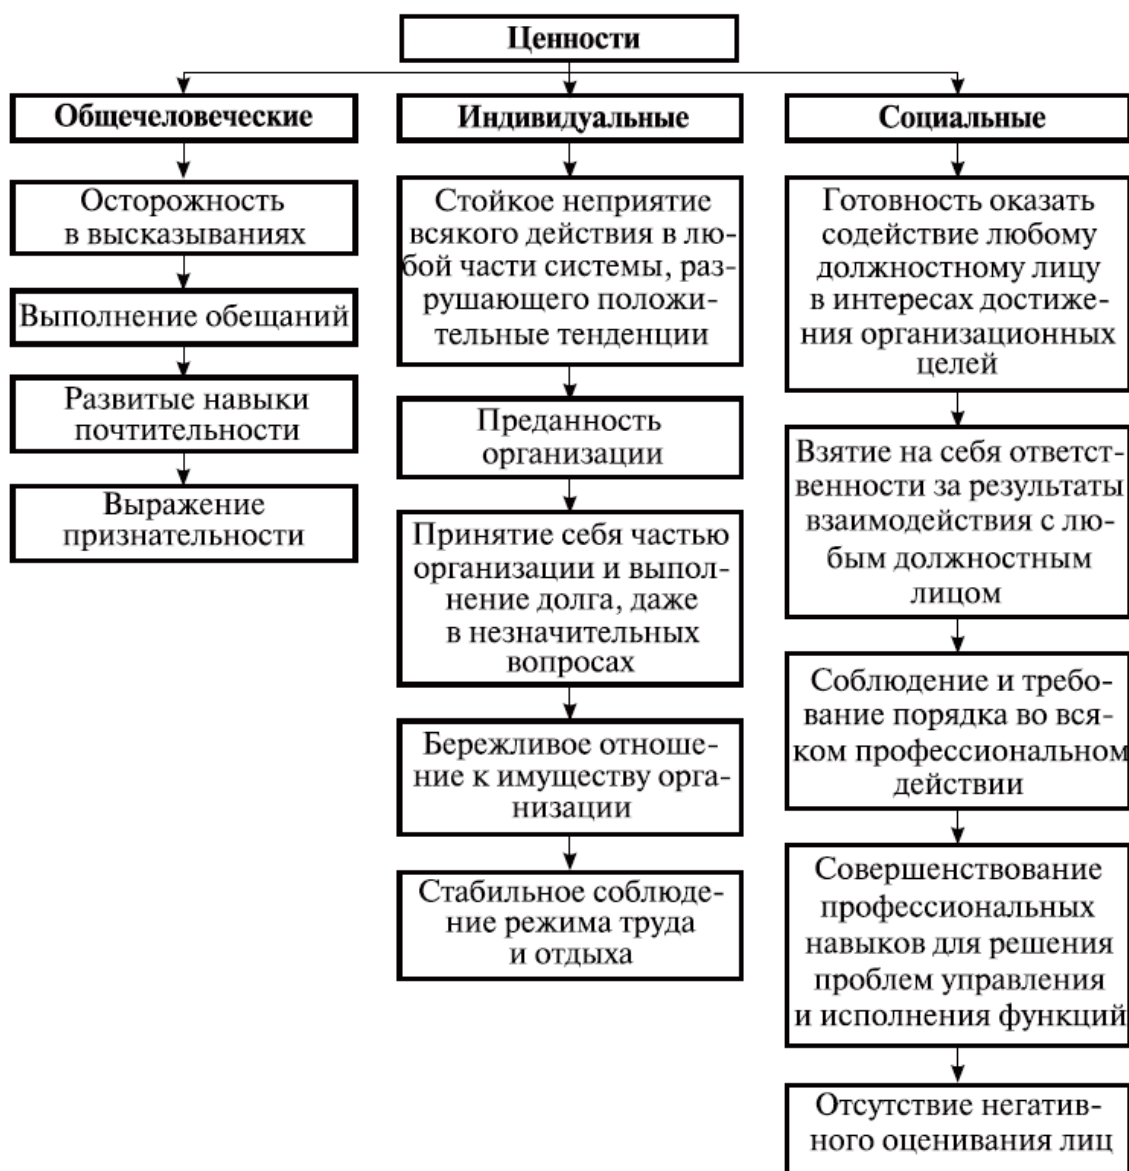 Ценности
Общечеловеческие
Осторожность
в высказываниях
Выполнение обещаний
Развитые навыки
почтительности
Выражение
признательности
Индивидуальные
Стойкое неприятие
всякого действия в лю-
бой части системы, раз-
рушающего положи-
тельные тенденции
Преданность
организации
Принятие себя частью
организации и выпол-
нение долга, даже
в незначительных
вопросах
Бережливое отноше-
ние к имуществу орга-
низации
Стабильное соблюде-
ние режима труда
и отдыха
Социальные
Готовность оказать
содействие любому
должностному лицу
в интересах достиже-
ния организационных
целей
Взятие на себя ответст-
венности за результаты
взаимодействия с лю-
бым должностным
лицом
Соблюдение и требо-
вание порядка во вся-
ком профессиональном
действии
Совершенствование
профессиональных
навыков для решения
проблем управления
и исполнения функций
Отсутствие негатив-
ного оценивания лиц